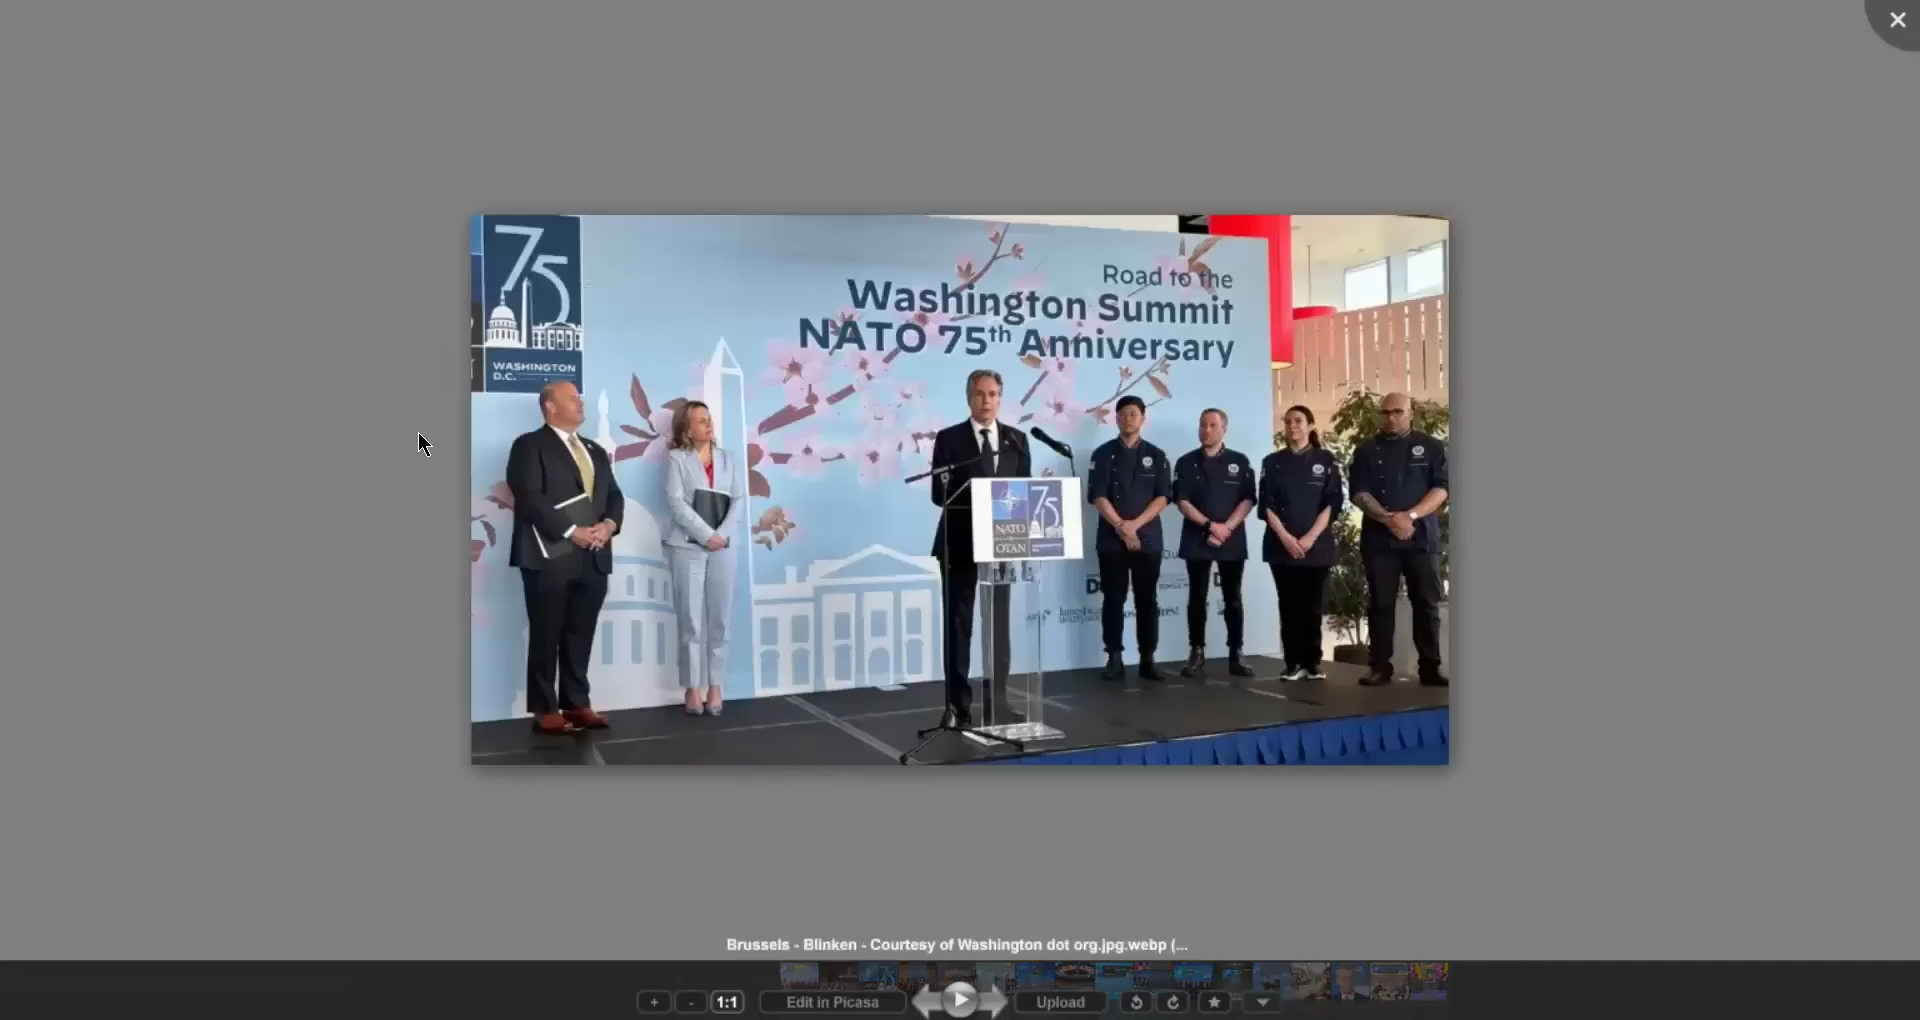 75
WASHINGTON
D.C.
Road to the
Washington Summit
NATO 75th Anniversary
NATO
OTAN
75
Brussels - Blinken - Courtesy of Washington dot org.jpg.webp (...
+
-
1:1
Edit in Picasa
Upload